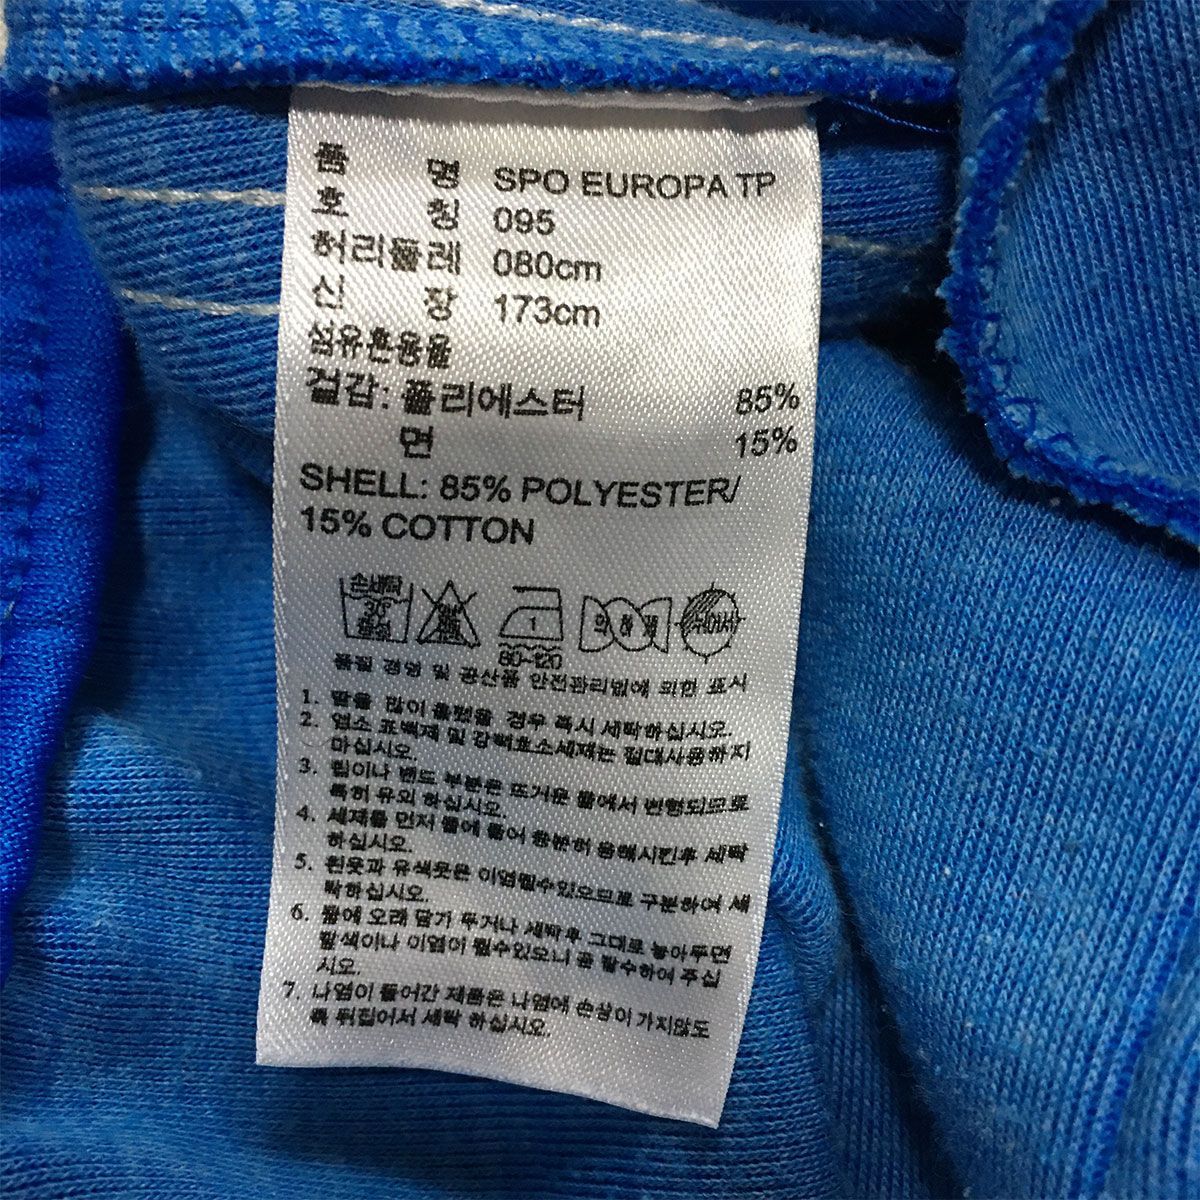 품 명 SPO EUROPA TP
호 칭 095
허리둘레 080cm
신 장 173cm
섬유혼용율
겉감: 폴리에스터 85%
면 15%
SHELL: 85% POLYESTER/
15% COTTON
손세탁 30° 중성 1 약하게 뉘어서
80-120
품질 경영 및 공산품 안전관리법에 의한 표시
1. 땀을 많이 흘렸을 경우 즉시 세탁하십시오.
2. 염소 표백제 및 강력효소세제는 절대사용하지
마십시오.
3. 립이나 밴드 부분은 뜨거운 물에서 변형되므로
특히 유의 하십시오.
4. 세제를 먼저 물에 풀어 충분히 용해시킨후 세탁
하십시오.
5. 흰옷과 유색옷은 이염될수있으므로 구분하여 세
탁하십시오.
6. 물에 오래 담가 두거나 세탁후 그대로 놓아두면
탈색이나 이염이 될수있으니 곧 탈수하여 주십
시오.
7. 나염이 들어간 제품은 나염에 손상이 가지않도
록 뒤집어서 세탁 하십시오.